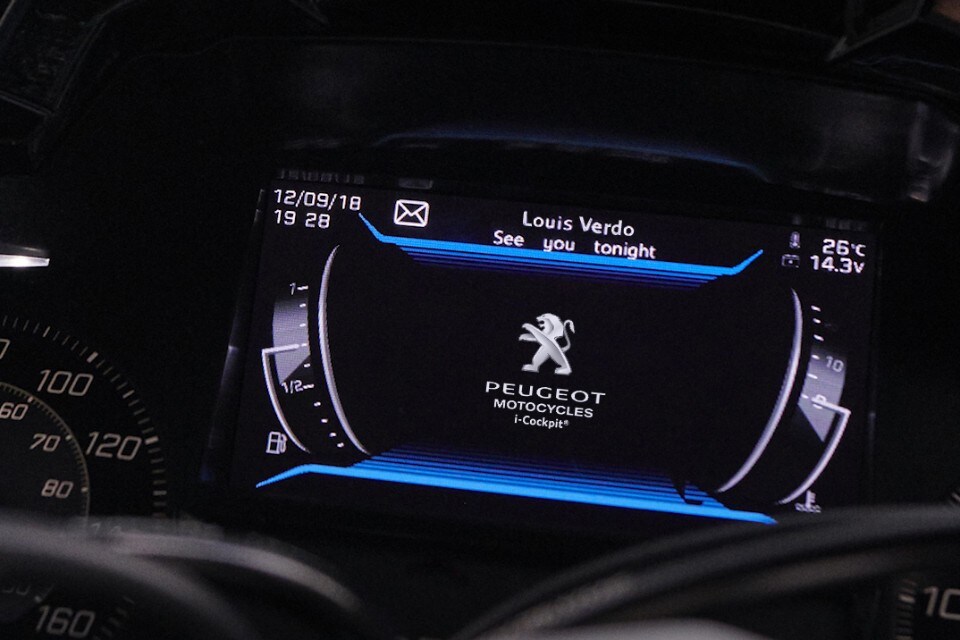 12/09/18
19 28
Louis Verdo
See you tonight
26°C
14.3v
1
1/2
10
PEUGEOT
MOTOCYCLES
i-Cockpit®
100
120
60
70
80
160